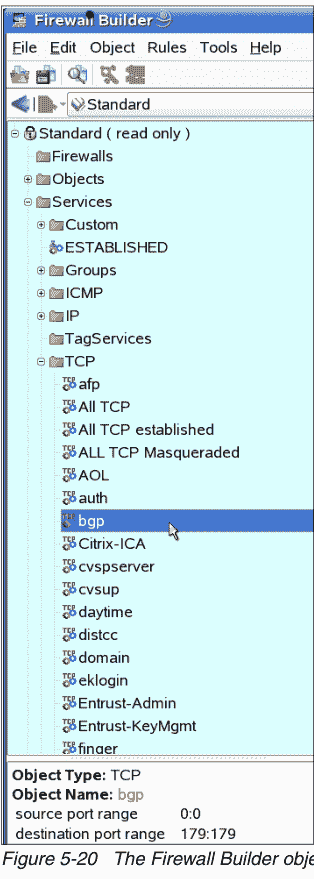 Firewall Builder
File Edit Object Rules Tools Help
Standard
Standard ( read only )
Firewalls
Objects
Services
Custom
ESTABLISHED
Groups
ICMP
IP
TagServices
TCP
afp
All TCP
All TCP established
ALL TCP Masqueraded
AOL
auth
bgp
Citrix-ICA
cvspserver
cvsup
daytime
distcc
domain
eklogin
Entrust-Admin
Entrust-KeyMgmt
finger
Object Type: TCP
Object Name: bgp
source port range 0:0
destination port range 179:179
Figure 5-20 The Firewall Builder obje